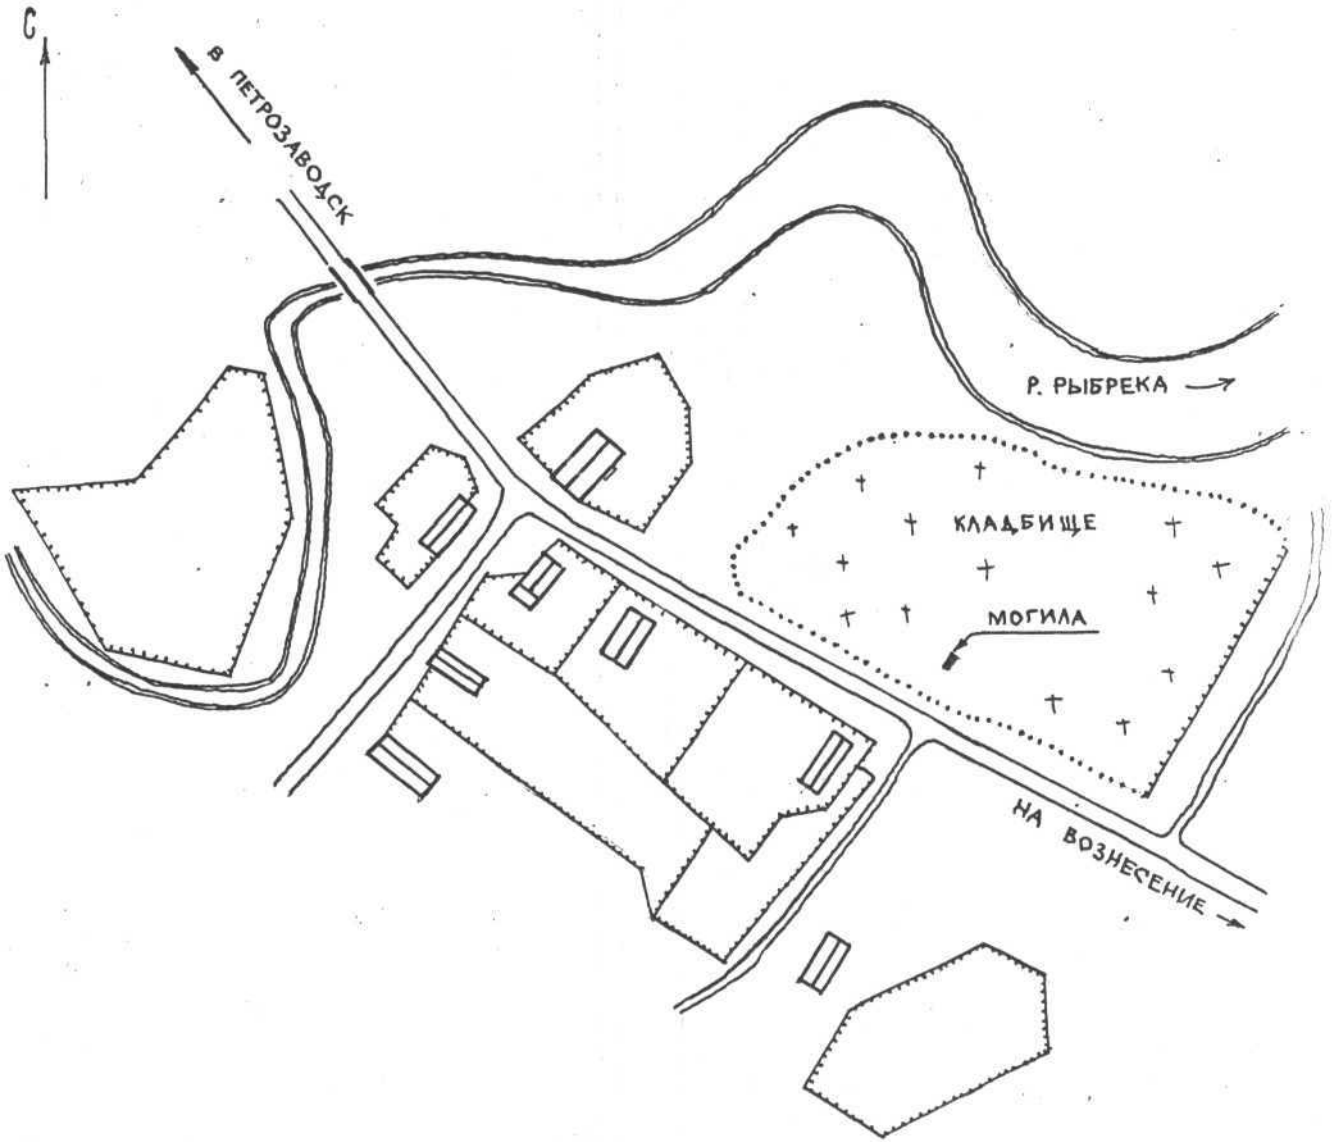 С
В ПЕТРОЗАВОДСК
Р. РЫБРЕКА
КЛАДБИЩЕ
МОГИЛА
НА ВОЗНЕСЕНИЕ